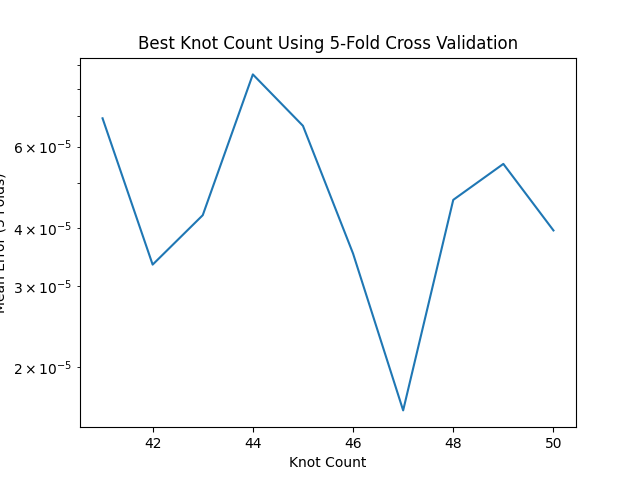 Best Knot Count Using 5-Fold Cross Validation
Mean Error (5 Folds)
6 × 10⁻⁵
4 × 10⁻⁵
3 × 10⁻⁵
2 × 10⁻⁵
42 44 46 48 50
Knot Count